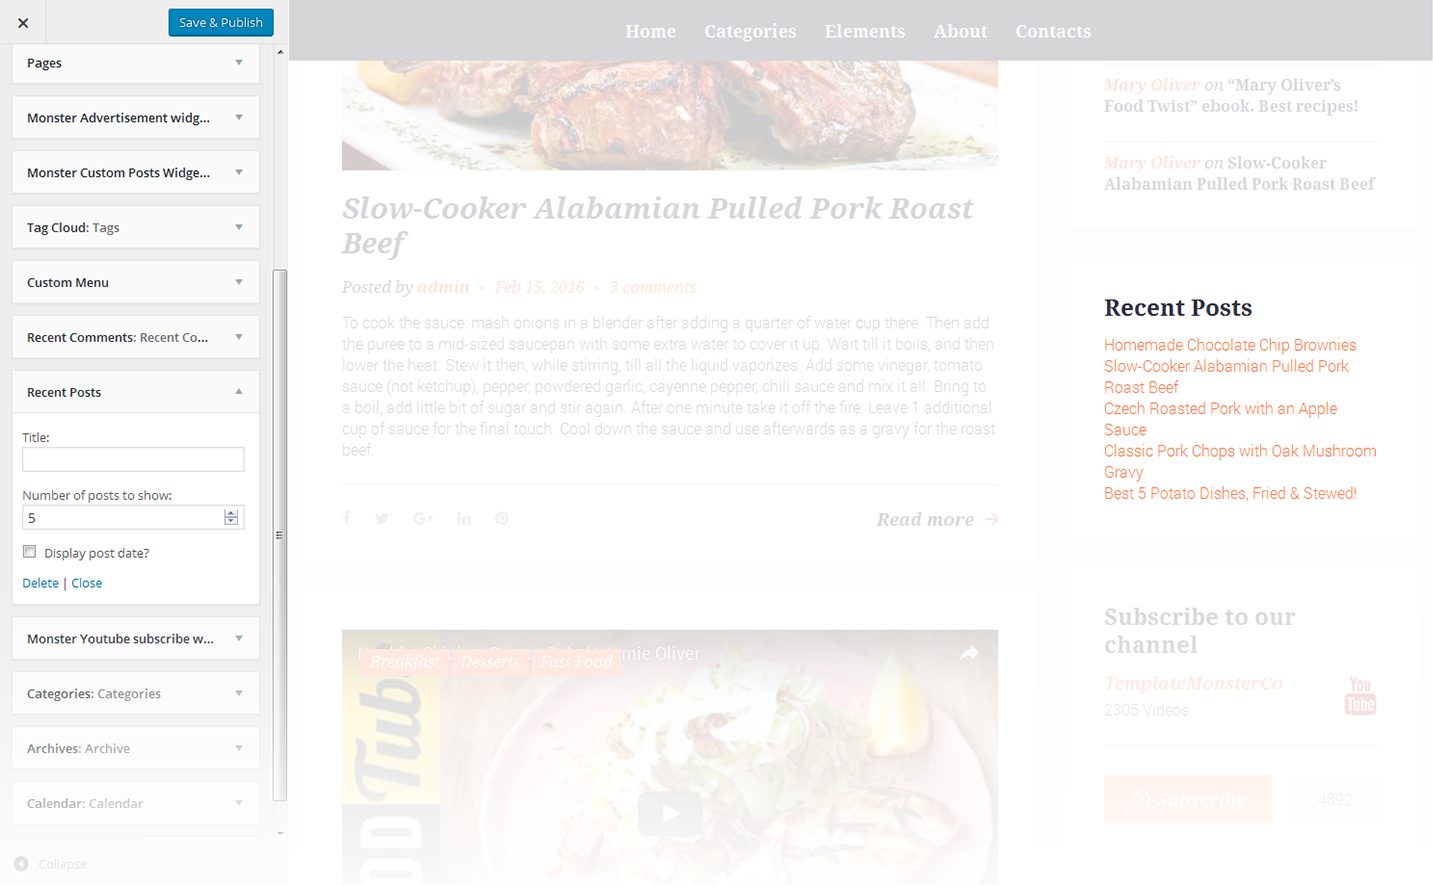 Save & Publish
Pages
Monster Advertisement widg...
Monster Custom Posts Widge...
Tag Cloud: Tags
Custom Menu
Recent Comments: Recent Co...
Recent Posts
Title:
Number of posts to show:
5
Display post date?
Delete | Close
Monster Youtube subscribe w...
Categories: Categories
Archives: Archive
Calendar: Calendar
Collapse
Home Categories Elements About Contacts
Slow-Cooker Alabamian Pulled Pork Roast
Beef
Posted by admin • Feb 15, 2016 • 3 comments
To cook the sauce: mash onions in a blender after adding a quarter of water cup there. Then add
the puree to a mid-sized saucepan with some extra water to cover it up. Wait till it boils, and then
lower the heat. Stew it then, while stirring, till all the liquid vaporizes. Add some vinegar, tomato
sauce (not ketchup), pepper, powdered garlic, cayenne pepper, chili sauce and mix it all. Bring to
a boil, add little bit of sugar and stir again. After one minute take it off the fire. Leave 1 additional
cup of sauce for the final touch. Cool down the sauce and use afterwards as a gravy for the roast
beef.
Read more
Jamie Oliver
Breakfast Desserts Fast Food
Tube
Mary Oliver on “Mary Oliver’s
Food Twist” ebook. Best recipes!
Mary Oliver on Slow-Cooker
Alabamian Pulled Pork Roast Beef
Recent Posts
Homemade Chocolate Chip Brownies
Slow-Cooker Alabamian Pulled Pork
Roast Beef
Czech Roasted Pork with an Apple
Sauce
Classic Pork Chops with Oak Mushroom
Gravy
Best 5 Potato Dishes, Fried & Stewed!
Subscribe to our
channel
TemplateMonsterCo
2305 Videos
You
Tube
Subscribe
4892